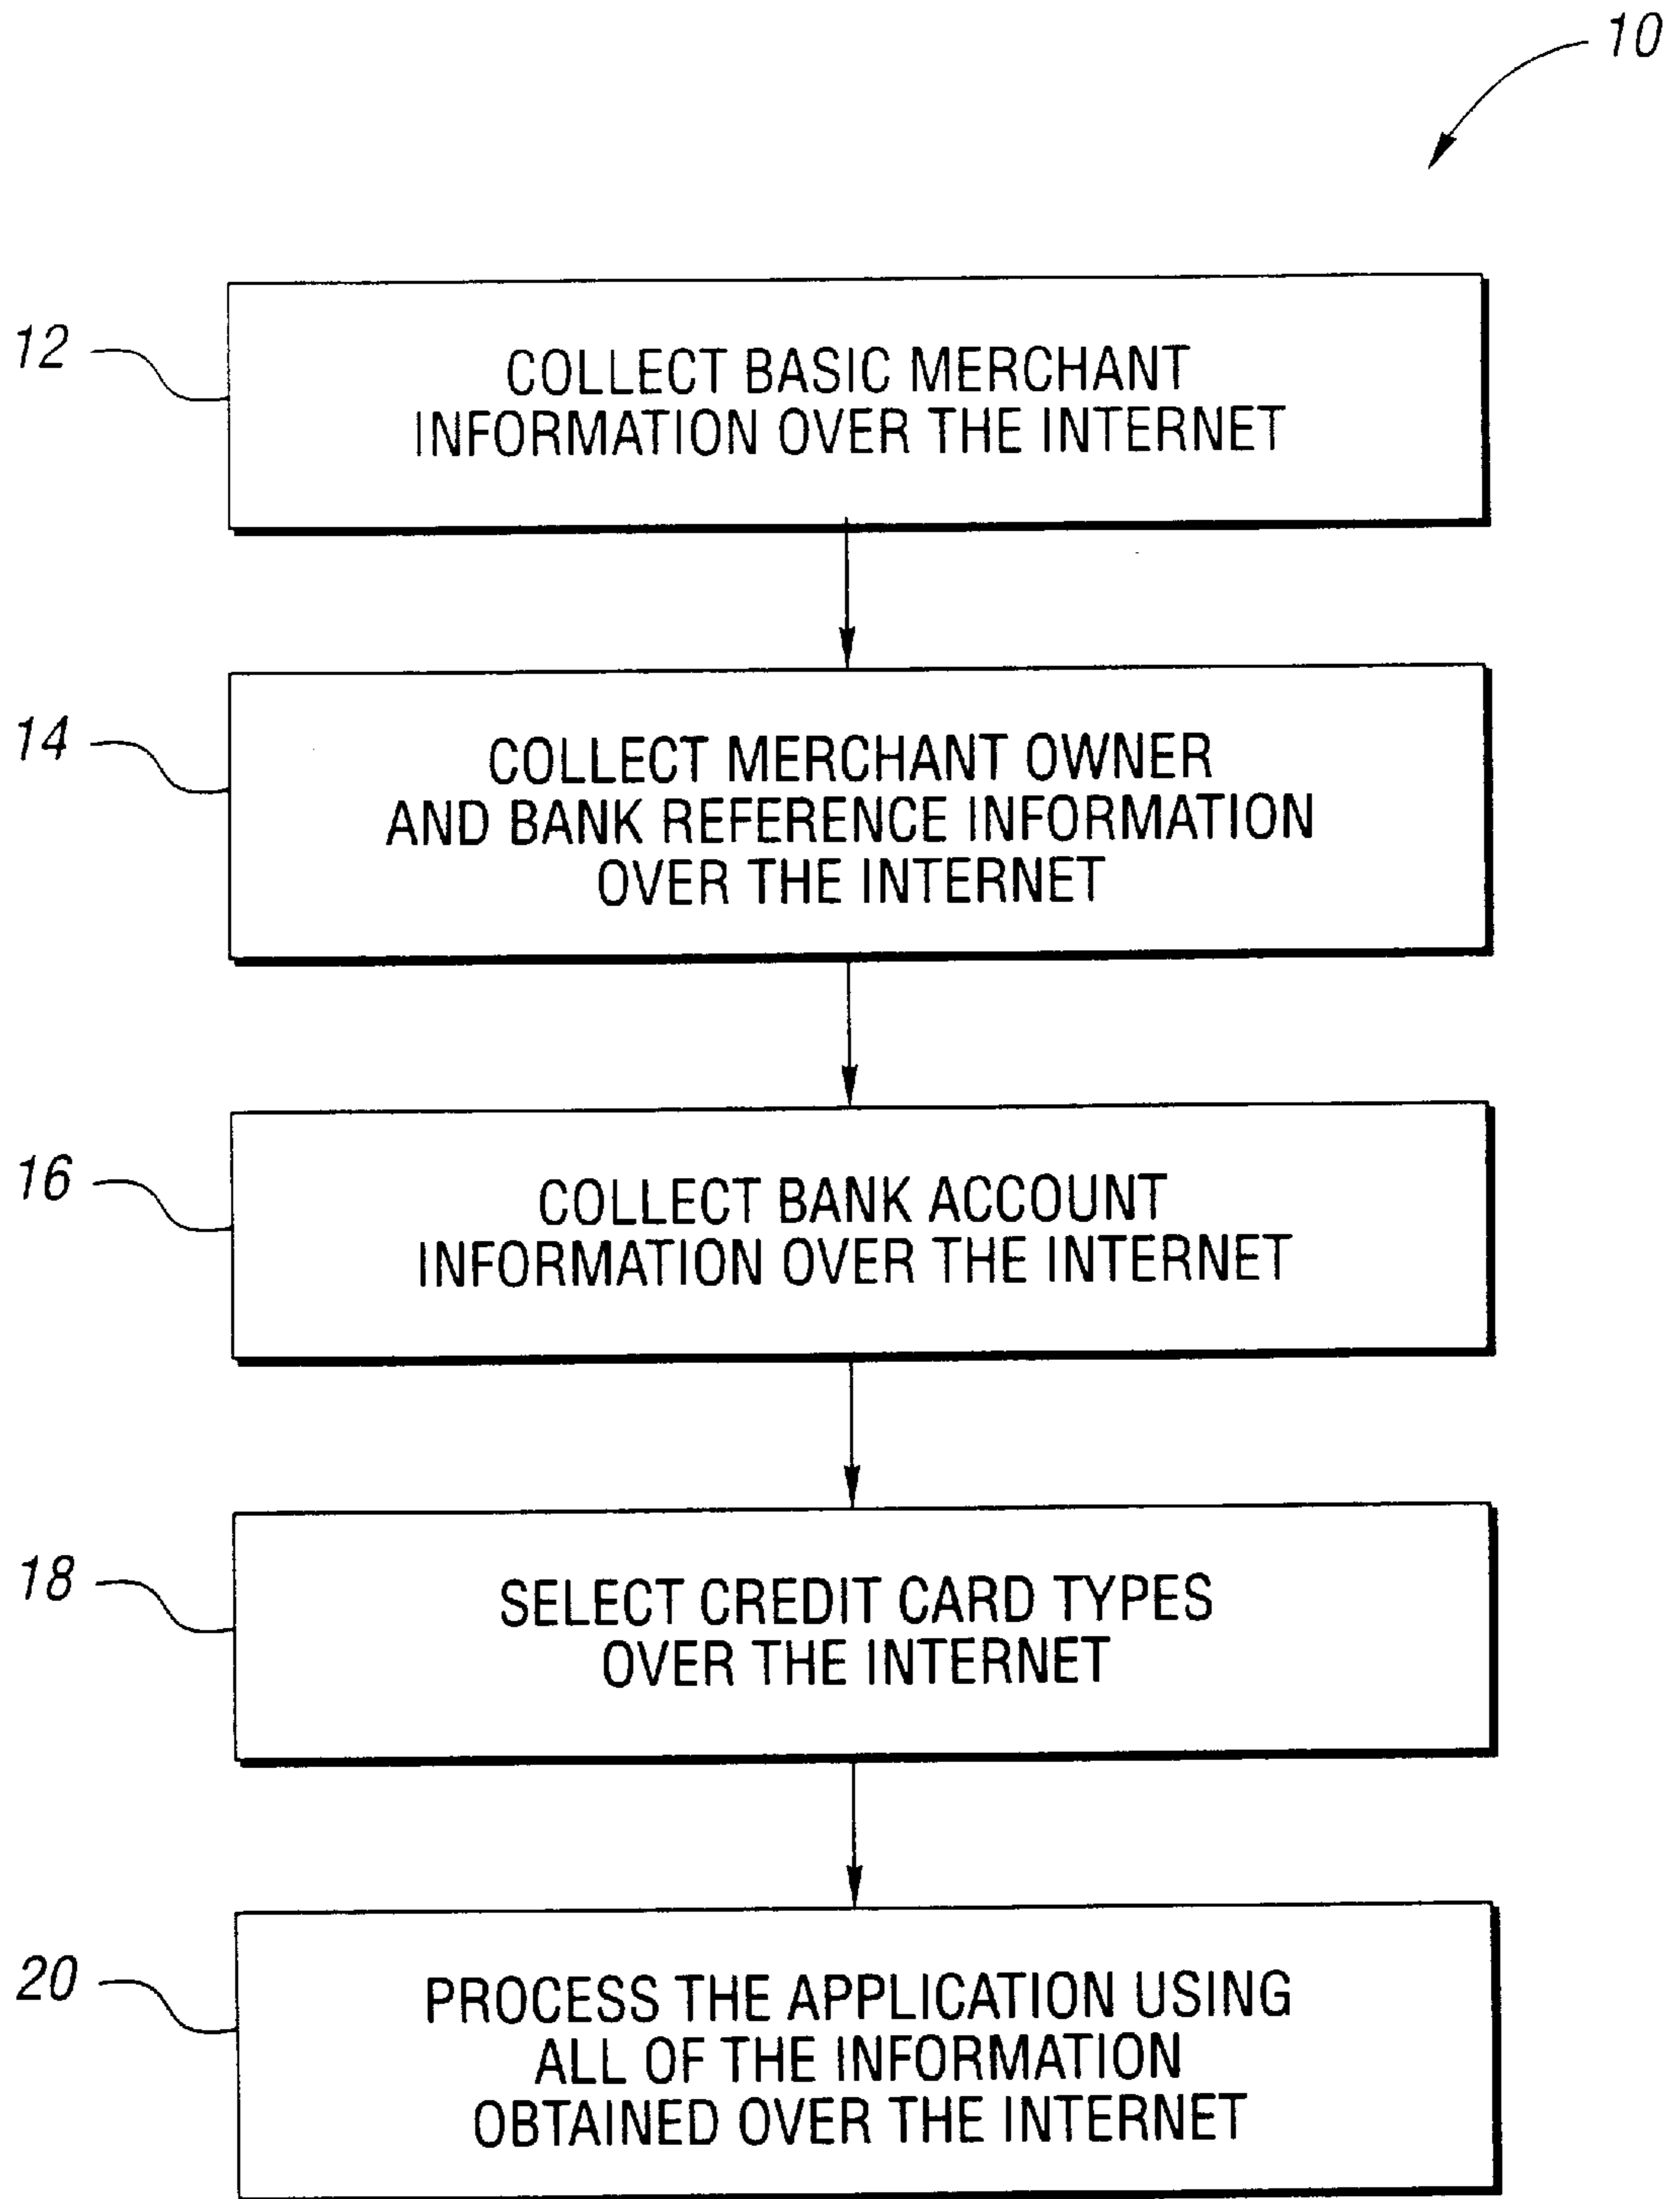 10
12
COLLECT BASIC MERCHANT
INFORMATION OVER THE INTERNET
14
COLLECT MERCHANT OWNER
AND BANK REFERENCE INFORMATION
OVER THE INTERNET
16
COLLECT BANK ACCOUNT
INFORMATION OVER THE INTERNET
18
SELECT CREDIT CARD TYPES
OVER THE INTERNET
20
PROCESS THE APPLICATION USING
ALL OF THE INFORMATION
OBTAINED OVER THE INTERNET